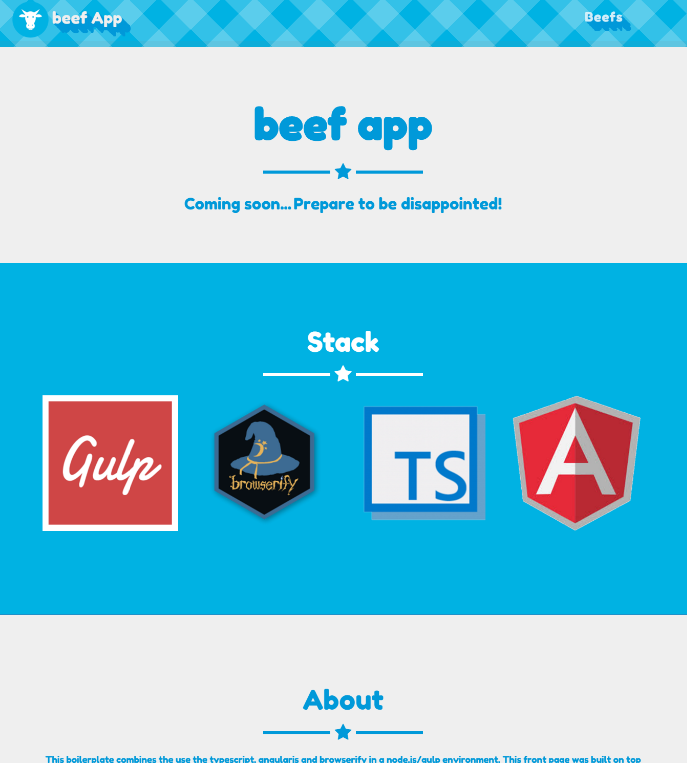 beef App
Beefs
beef app
Coming soon... Prepare to be disappointed!
Stack
Gulp
browserify
TS
A
About
This boilerplate combines the use the typescript, angularjs and browserify in a node.js/gulp environment. This front page was built on top